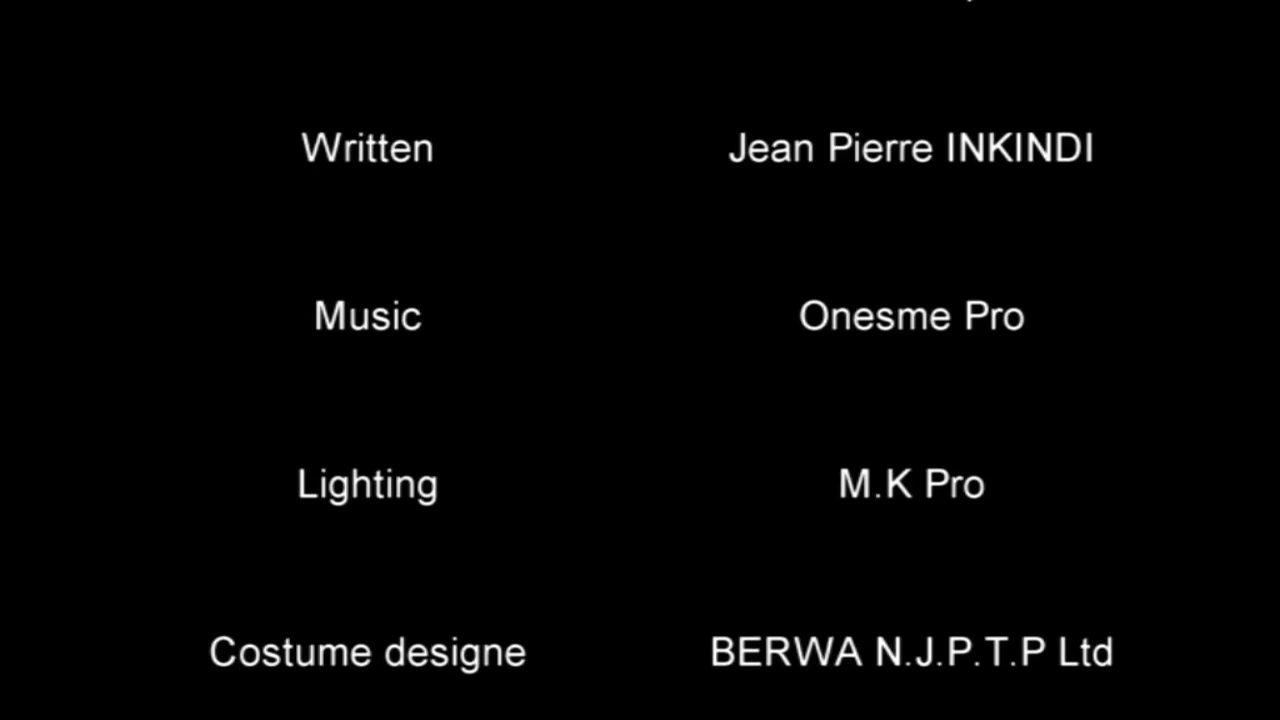 Written Jean Pierre INKINDI
Music Onesme Pro
Lighting M.K Pro
Costume designe BERWA N.J.P.T.P Ltd